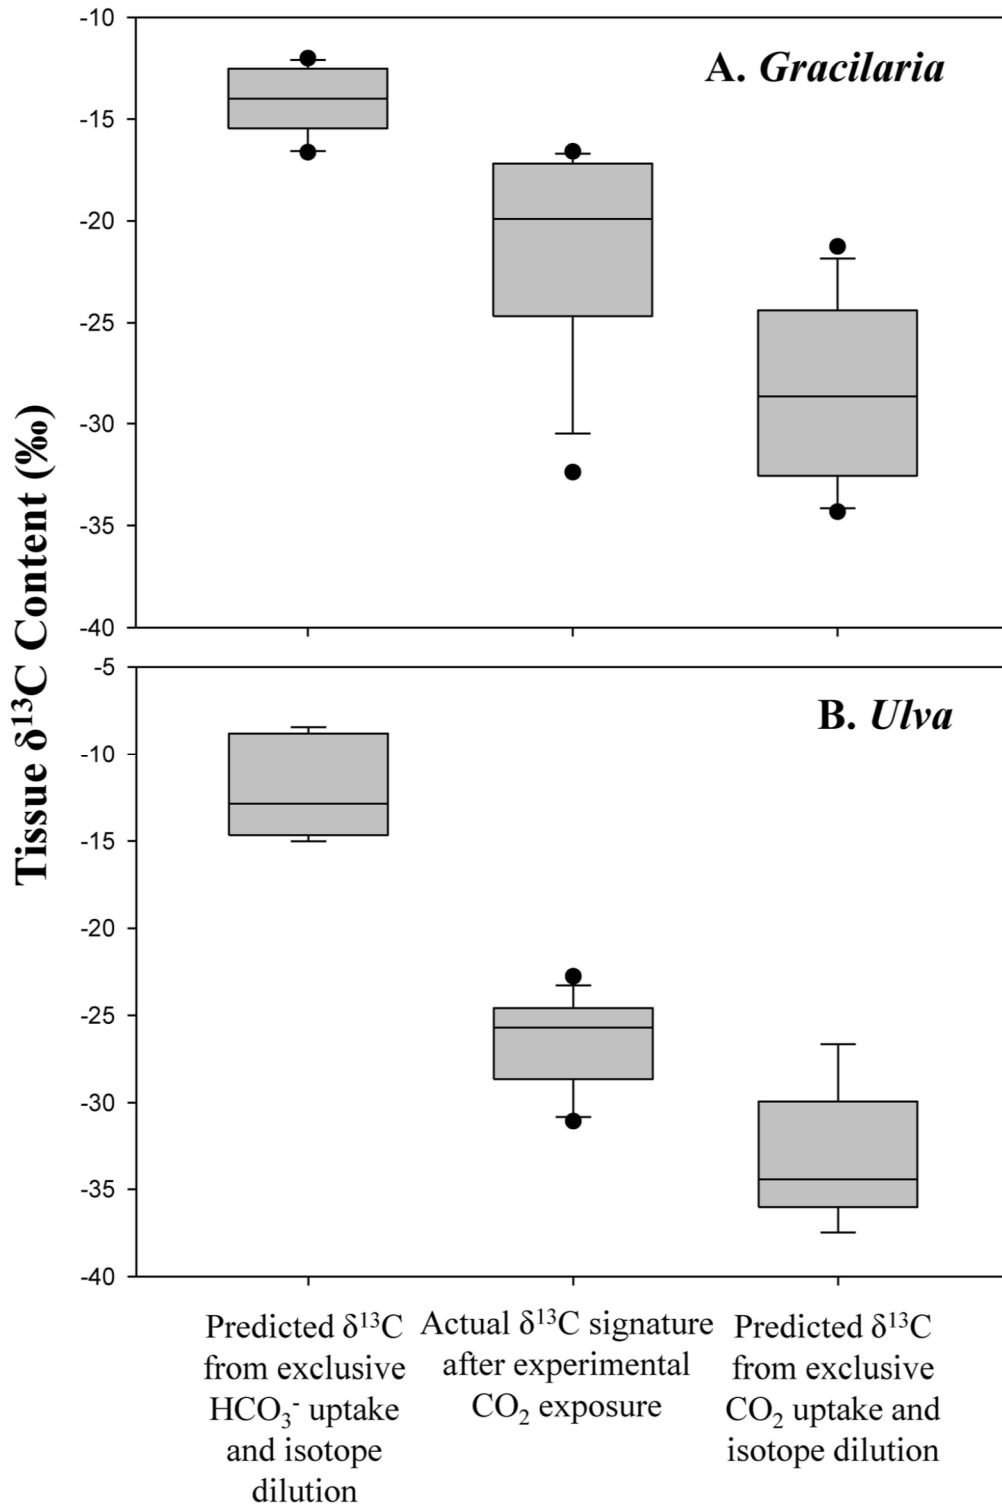 Tissue δ¹³C Content (‰)
-10
-15
-20
-25
-30
-35
-40
A. Gracilaria
-5
-10
-15
-20
-25
-30
-35
-40
B. Ulva
Predicted δ¹³C
from exclusive
HCO₃⁻ uptake
and isotope
dilution
Actual δ¹³C signature
after experimental
CO₂ exposure
Predicted δ¹³C
from exclusive
CO₂ uptake and
isotope dilution